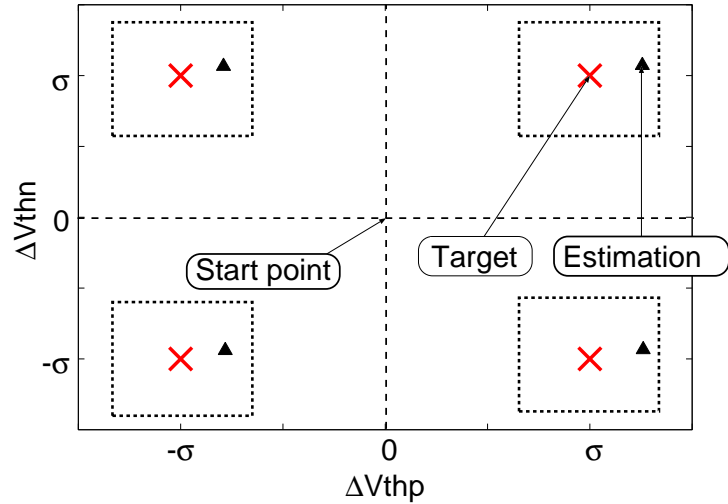 σ
ΔVthn
0
Start point
Target
Estimation
-σ
-σ
0
σ
ΔVthp